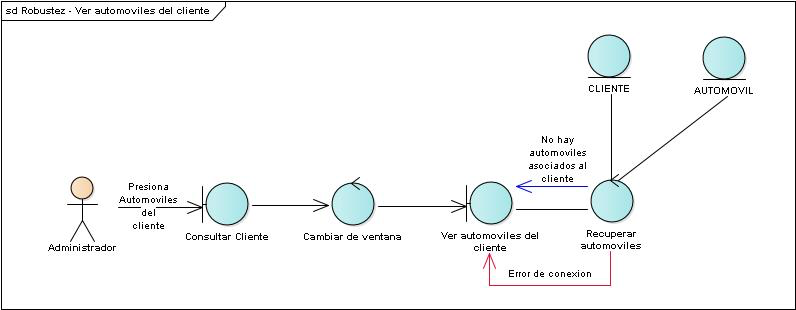 sd Robustez - Ver automoviles del cliente
CLIENTE
AUTOMOVIL
No hay
automoviles
asociados al
cliente
Presiona
Automoviles
del
cliente
Administrador
Consultar Cliente
Cambiar de ventana
Ver automoviles del
cliente
Recuperar
automoviles
Error de conexion